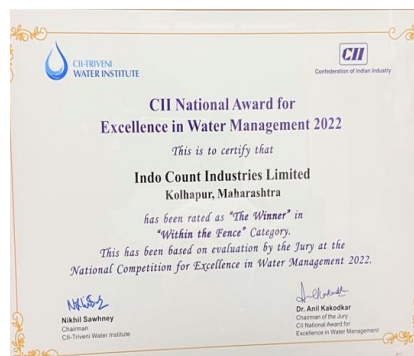 CII-TRIVENI
WATER INSTITUTE
CII
Confederation of Indian Industry
CII National Award for
Excellence in Water Management 2022
This is to certify that
Indo Count Industries Limited
Kolhapur, Maharashtra
has been rated as "The Winner" in
"Within the Fence" Category.
This has been based on evaluation by the Jury at the
National Competition for Excellence in Water Management 2022.
Nikhil Sawhney
Chairman
CII-Triveni Water Institute
Dr. Anil Kakodkar
Chairman of the Jury
CII National Award for
Excellence in Water Management